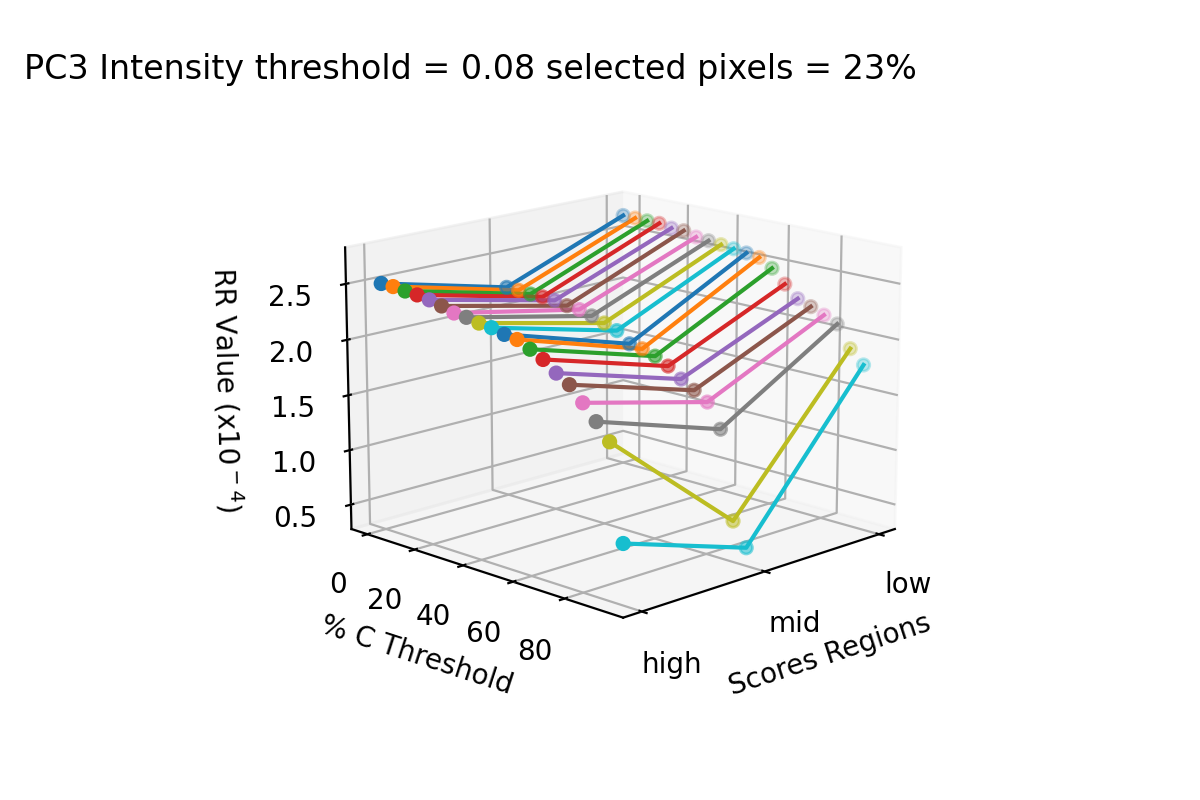 PC3 Intensity threshold = 0.08 selected pixels = 23%
RR Value (x10⁻⁴)
2.5
2.0
1.5
1.0
0.5
0
20
40
60
80
% C Threshold
high
mid
low
Scores Regions